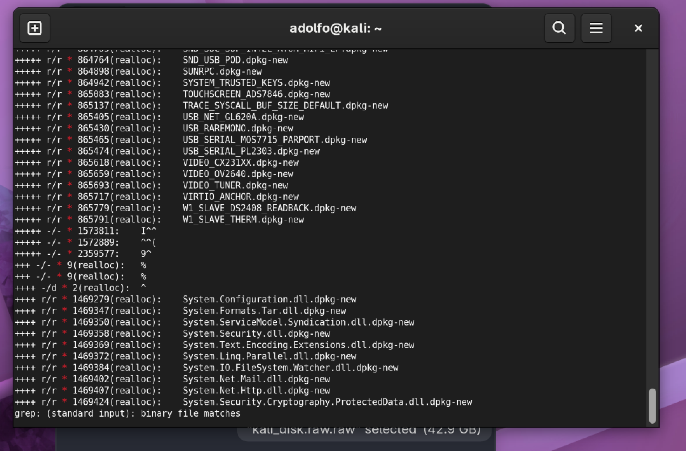 adolfo@kali: ~
+++++ r/r * 864764(realloc): SND_USB_POD.dpkg-new
+++++ r/r * 864898(realloc): SUNRPC.dpkg-new
+++++ r/r * 864942(realloc): SYSTEM_TRUSTED_KEYS.dpkg-new
+++++ r/r * 865083(realloc): TOUCHSCREEN_ADS7846.dpkg-new
+++++ r/r * 865137(realloc): TRACE_SYSCALL_BUF_SIZE_DEFAULT.dpkg-new
+++++ r/r * 865405(realloc): USB_NET_GL620A.dpkg-new
+++++ r/r * 865430(realloc): USB_RAREMONO.dpkg-new
+++++ r/r * 865465(realloc): USB_SERIAL_MOS7715_PARPORT.dpkg-new
+++++ r/r * 865474(realloc): USB_SERIAL_PL2303.dpkg-new
+++++ r/r * 865618(realloc): VIDEO_CX231XX.dpkg-new
+++++ r/r * 865659(realloc): VIDEO_OV2640.dpkg-new
+++++ r/r * 865693(realloc): VIDEO_TUNER.dpkg-new
+++++ r/r * 865717(realloc): VIRTIO_ANCHOR.dpkg-new
+++++ r/r * 865779(realloc): W1_SLAVE_DS2408_READBACK.dpkg-new
+++++ r/r * 865791(realloc): W1_SLAVE_THERM.dpkg-new
+++++ -/- * 1573811: I^^
+++++ -/- * 1572889: ^^(
+++++ -/- * 2359577: 9^
+++ -/- * 9(realloc): %
+++ -/- * 9(realloc): %
++++ -/d * 2(realloc): ^
++++ r/r * 1469279(realloc): System.Configuration.dll.dpkg-new
++++ r/r * 1469347(realloc): System.Formats.Tar.dll.dpkg-new
++++ r/r * 1469350(realloc): System.ServiceModel.Syndication.dll.dpkg-new
++++ r/r * 1469358(realloc): System.Security.dll.dpkg-new
++++ r/r * 1469369(realloc): System.Text.Encoding.Extensions.dll.dpkg-new
++++ r/r * 1469372(realloc): System.Linq.Parallel.dll.dpkg-new
++++ r/r * 1469384(realloc): System.IO.FileSystem.Watcher.dll.dpkg-new
++++ r/r * 1469402(realloc): System.Net.Mail.dll.dpkg-new
++++ r/r * 1469407(realloc): System.Net.Http.dll.dpkg-new
++++ r/r * 1469424(realloc): System.Security.Cryptography.ProtectedData.dll.dpkg-new
grep: (standard input): binary file matches
kali_disk.raw.raw" selected (42.9 GB)